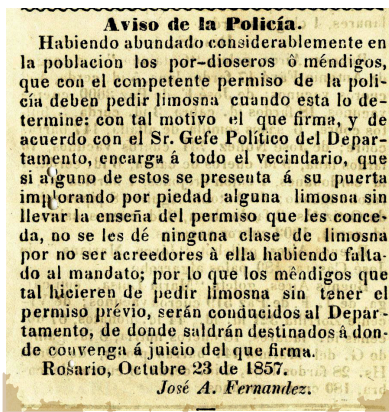 Aviso de la Policía.
Habiendo abundado considerablemente en
la poblacion los por-dioseros ô méndigos,
que con el competente permiso de la poli-
cía deben pedir limosna cuando esta lo de-
termine: con tal motivo el que firma, y de
acuerdo con el Sr. Gefe Político del Depar-
tamento, encarga â todo el vecindario, que
si alguno de estos se presenta á su puerta
implorando por piedad alguna limosna sin
llevar la enseña del permiso que les conce-
da, no se les dé ninguna clase de limosna
por no ser acreedores â ella habiendo falta-
do al mandato; por lo que los mêndigos que
tal hicieren de pedir limosna sin tener el
permiso prévio, serán conducidos al Depar-
tamento, de donde saldrán destinados â don-
de convenga á juicio del que firma.
Rosario, Octubre 23 de 1857.
José A. Fernandez.